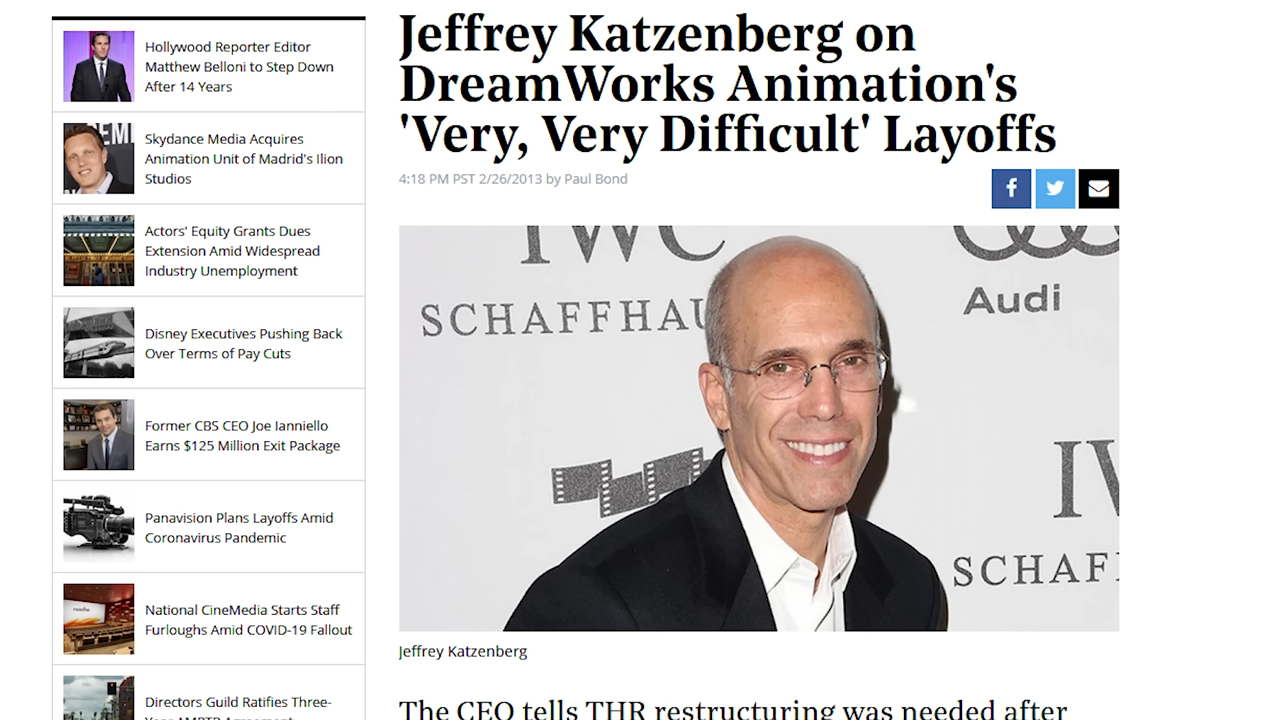 Hollywood Reporter Editor
Matthew Belloni to Step Down
After 14 Years
Skydance Media Acquires
Animation Unit of Madrid's Ilion
Studios
Actors' Equity Grants Dues
Extension Amid Widespread
Industry Unemployment
Disney Executives Pushing Back
Over Terms of Pay Cuts
Former CBS CEO Joe Ianniello
Earns $125 Million Exit Package
Panavision Plans Layoffs Amid
Coronavirus Pandemic
National CineMedia Starts Staff
Furloughs Amid COVID-19 Fallout
Directors Guild Ratifies Three-
Jeffrey Katzenberg on
DreamWorks Animation's
'Very, Very Difficult' Layoffs
4:18 PM PST 2/26/2013 by Paul Bond
IWC
SCHAFFHAU
Audi
IW
SCHAF
Jeffrey Katzenberg
The CEO tells THR restructuring was needed after